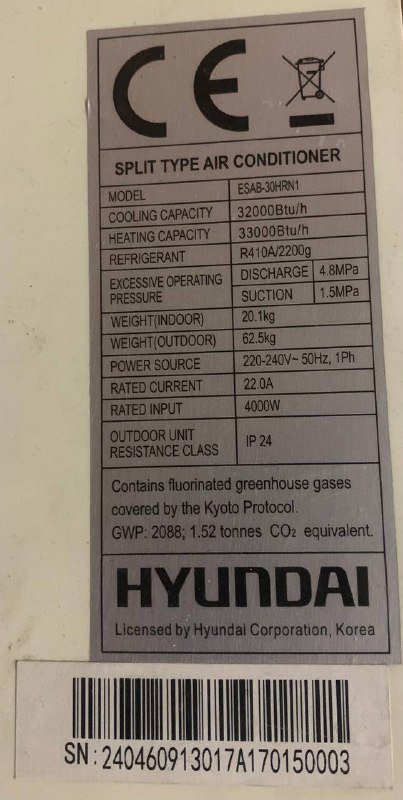 CE
SPLIT TYPE AIR CONDITIONER
MODEL ESAB-30HRN1
COOLING CAPACITY 32000Btu/h
HEATING CAPACITY 33000Btu/h
REFRIGERANT R410A/2200g
EXCESSIVE OPERATING PRESSURE DISCHARGE 4.8MPa
SUCTION 1.5MPa
WEIGHT(INDOOR) 20.1kg
WEIGHT(OUTDOOR) 62.5kg
POWER SOURCE 220-240V~ 50Hz, 1Ph
RATED CURRENT 22.0A
RATED INPUT 4000W
OUTDOOR UNIT
RESISTANCE CLASS IP 24
Contains fluorinated greenhouse gases
covered by the Kyoto Protocol.
GWP: 2088; 1.52 tonnes CO₂ equivalent.
HYUNDAI
Licensed by Hyundai Corporation, Korea
SN: 240460913017A170150003